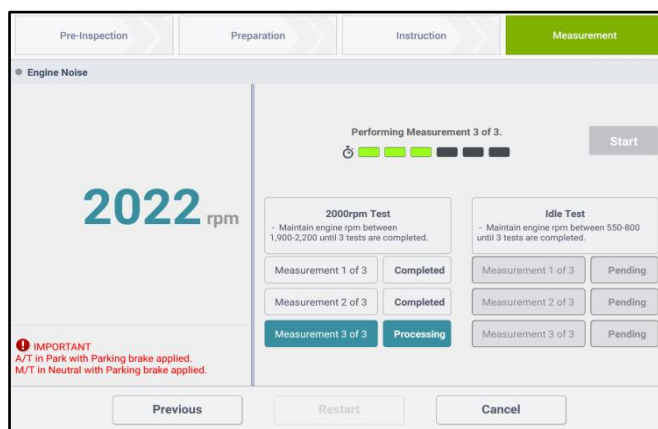 Pre-Inspection
Preparation
Instruction
Measurement
Engine Noise
Performing Measurement 3 of 3.
Start
2022 rpm
2000rpm Test
- Maintain engine rpm between
1,900-2,200 until 3 tests are completed.
Idle Test
- Maintain engine rpm between 550-800
until 3 tests are completed.
Measurement 1 of 3
Completed
Measurement 1 of 3
Pending
Measurement 2 of 3
Completed
Measurement 2 of 3
Pending
Measurement 3 of 3
Processing
Measurement 3 of 3
Pending
IMPORTANT
A/T in Park with Parking brake applied.
M/T in Neutral with Parking brake applied.
Previous
Restart
Cancel